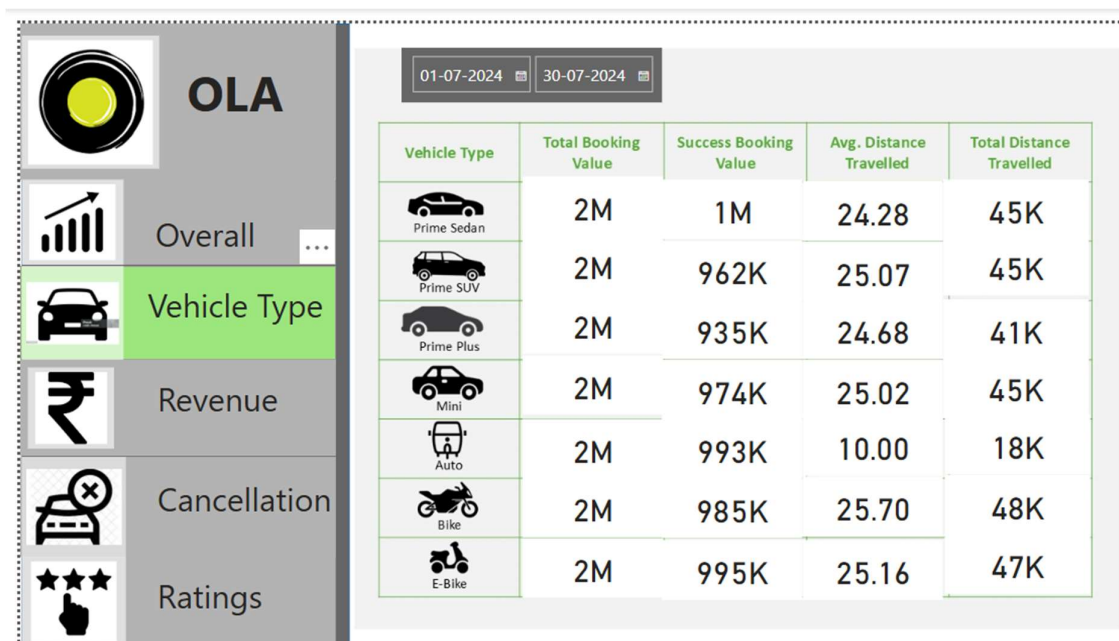 OLA
01-07-2024 30-07-2024
Overall
...
Vehicle Type
Revenue
Cancellation
Ratings
Vehicle Type Total Booking Value Success Booking Value Avg. Distance Travelled Total Distance Travelled
Prime Sedan 2M 1M 24.28 45K
Prime SUV 2M 962K 25.07 45K
Prime Plus 2M 935K 24.68 41K
Mini 2M 974K 25.02 45K
Auto 2M 993K 10.00 18K
Bike 2M 985K 25.70 48K
E-Bike 2M 995K 25.16 47K